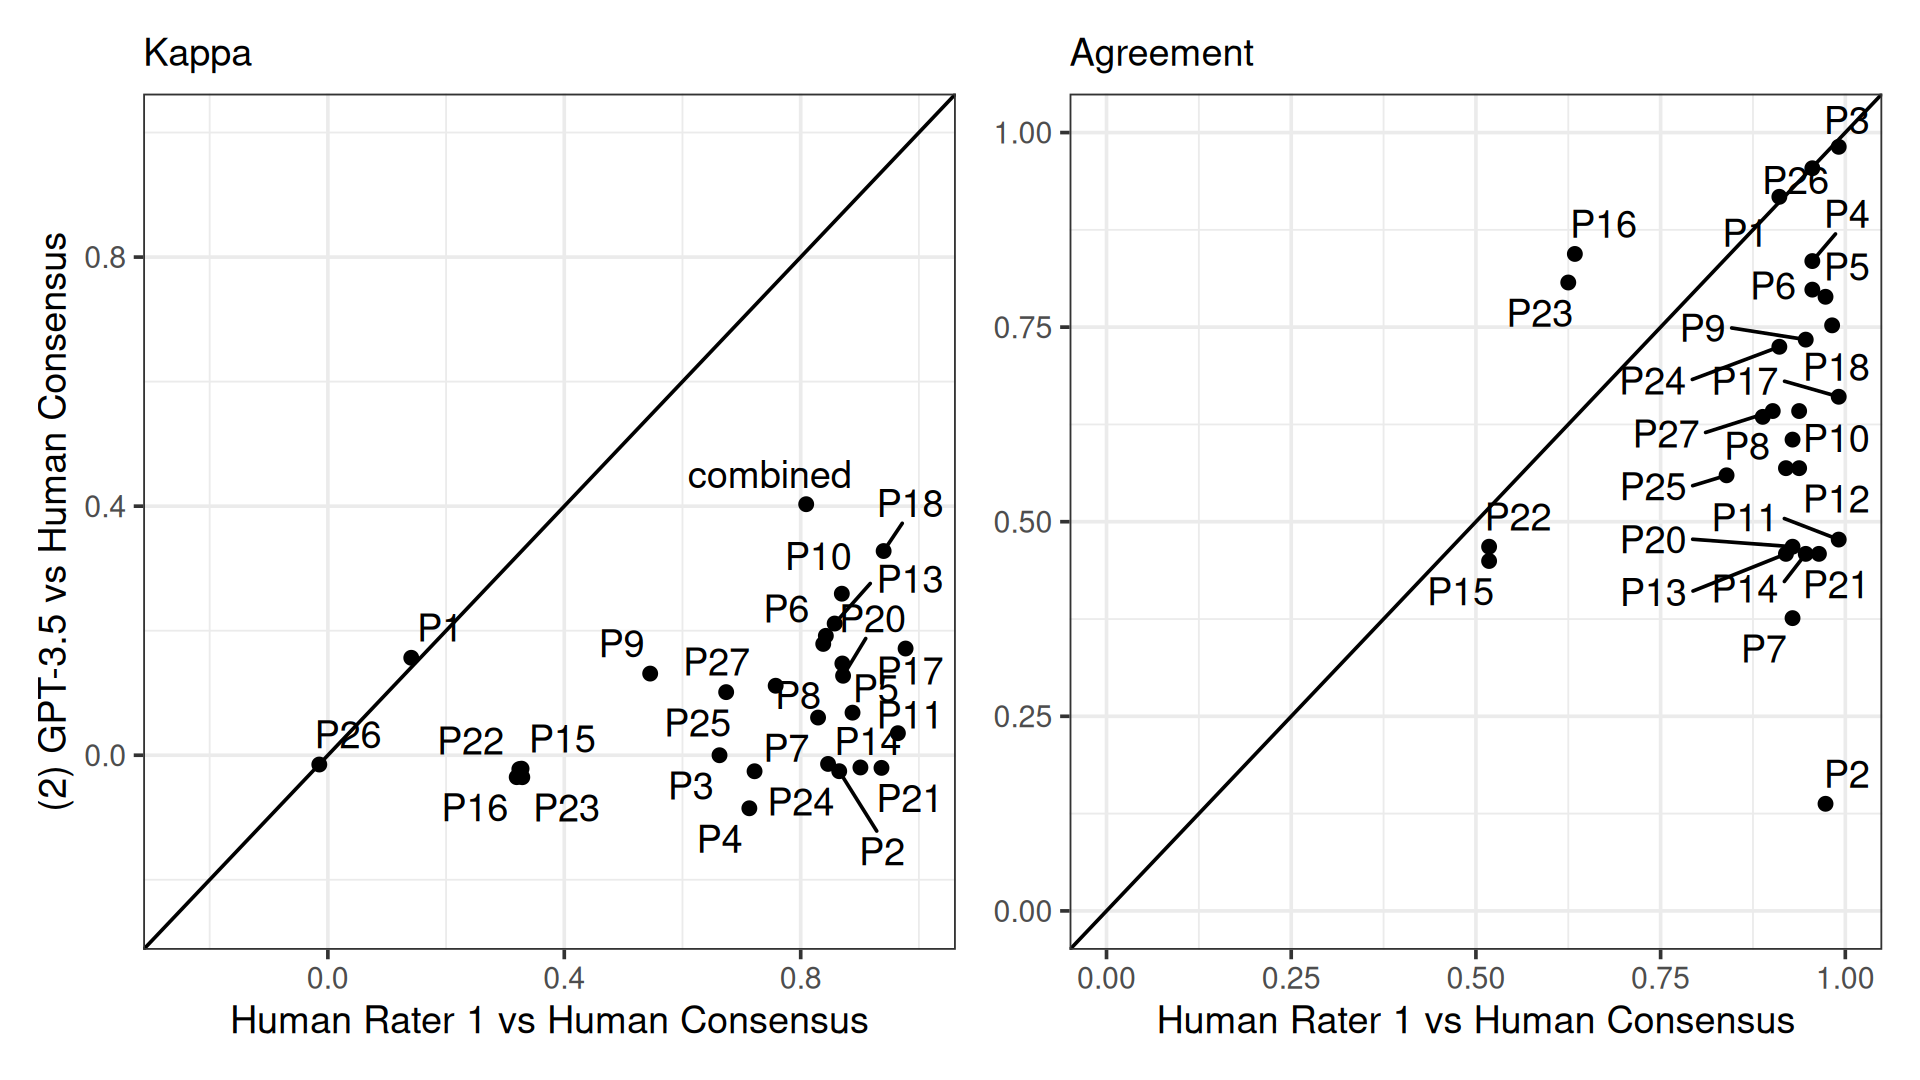 Kappa
Agreement
(2) GPT-3.5 vs Human Consensus
0.8
0.4
0.0
combined
P18
P10
P13
P6
P20
P1
P9
P27
P17
P8
P5
P25
P11
P26
P22
P15
P7
P14
P3
P16
P23
P24
P21
P4
P2
0.0
0.4
0.8
Human Rater 1 vs Human Consensus
1.00
0.75
0.50
0.25
0.00
P3
P26
P16
P4
P1
P5
P6
P23
P9
P18
P24
P17
P27
P8
P10
P25
P12
P22
P11
P20
P15
P13
P14
P21
P7
P2
0.00
0.25
0.50
0.75
1.00
Human Rater 1 vs Human Consensus